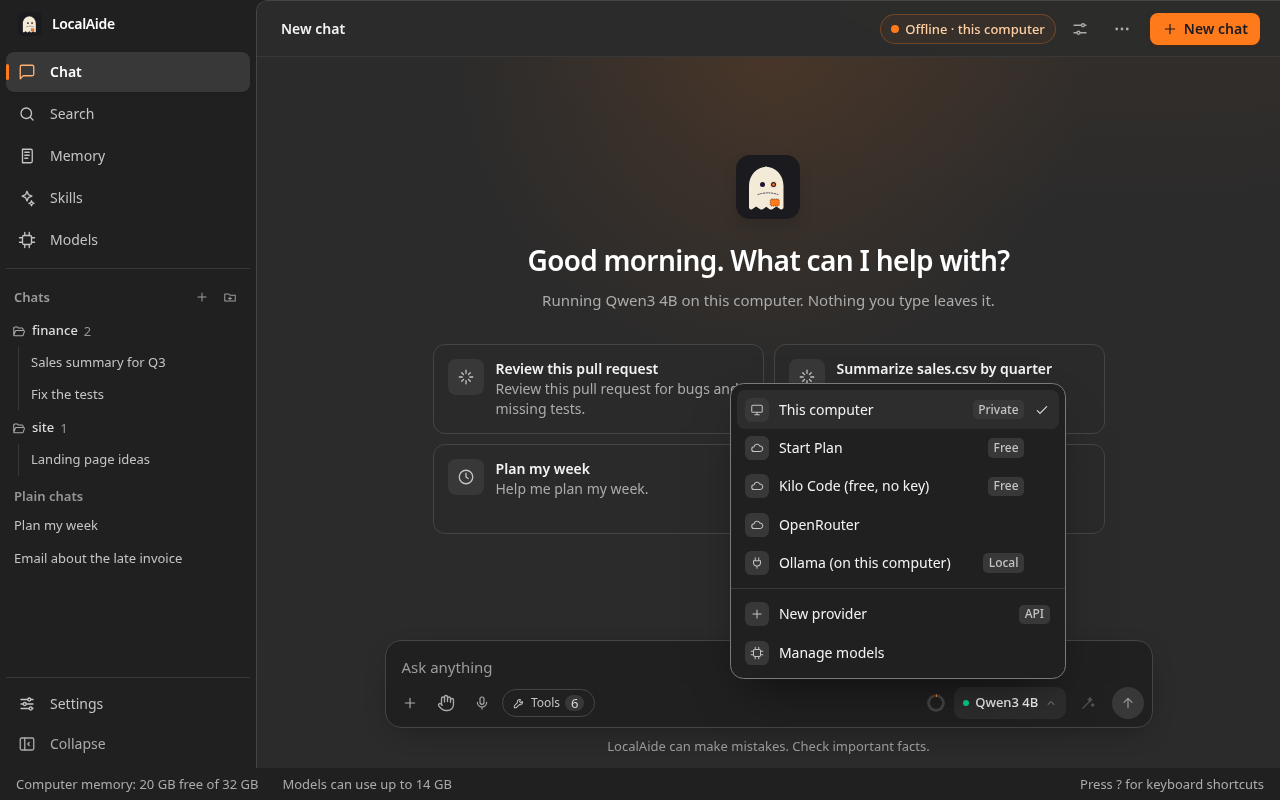 LocalAide
Chat
Search
Memory
Skills
Models
Chats
finance 2
Sales summary for Q3
Fix the tests
site 1
Landing page ideas
Plain chats
Plan my week
Email about the late invoice
Settings
Collapse
New chat
Offline · this computer
New chat
Good morning. What can I help with?
Running Qwen3 4B on this computer. Nothing you type leaves it.
Review this pull request
Review this pull request for bugs and
missing tests.
Summarize sales.csv by quarter
Plan my week
Help me plan my week.
This computer Private
Start Plan Free
Kilo Code (free, no key) Free
OpenRouter
Ollama (on this computer) Local
New provider API
Manage models
Ask anything
Tools 6
Qwen3 4B
LocalAide can make mistakes. Check important facts.
Computer memory: 20 GB free of 32 GB
Models can use up to 14 GB
Press ? for keyboard shortcuts